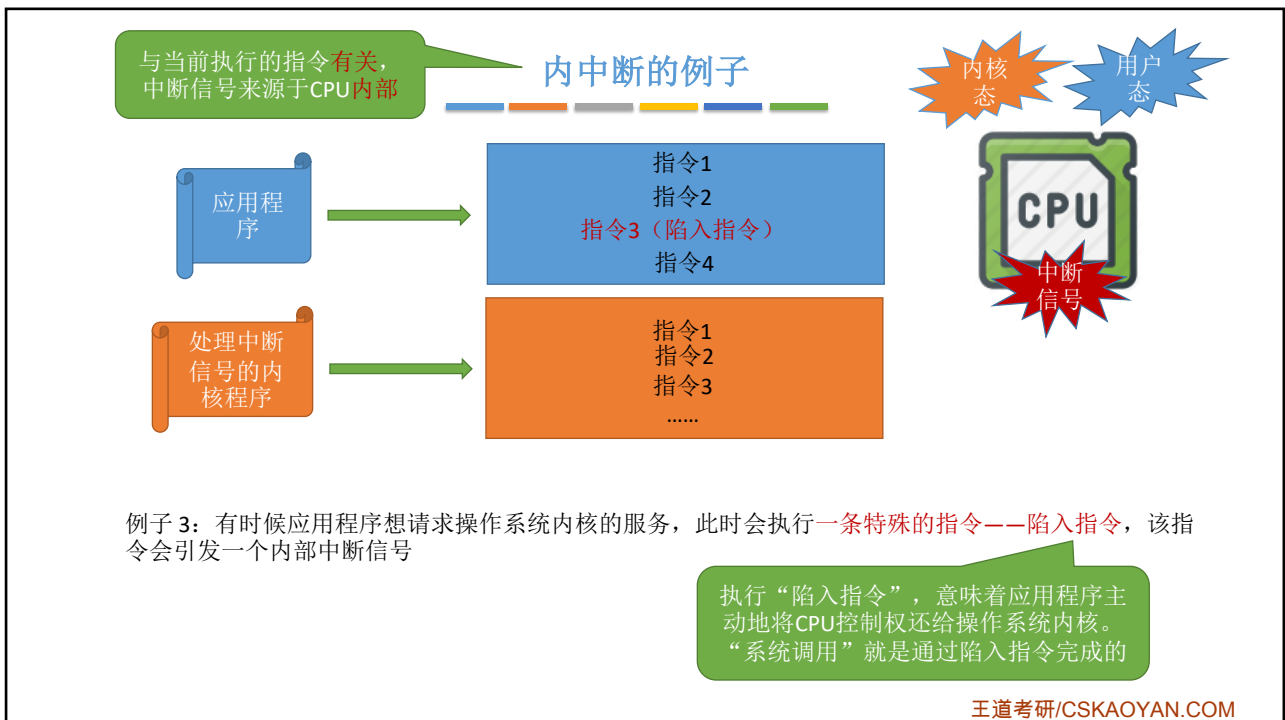 与当前执行的指令有关，
中断信号来源于CPU内部
内中断的例子
内核
态
用户
态
应用程
序
指令1
指令2
指令3（陷入指令）
指令4
CPU
中断
信号
处理中断
信号的内
核程序
指令1
指令2
指令3
……
例子 3：有时候应用程序想请求操作系统内核的服务，此时会执行一条特殊的指令——陷入指令，该指
令会引发一个内部中断信号
执行“陷入指令”，意味着应用程序主
动地将CPU控制权还给操作系统内核。
“系统调用”就是通过陷入指令完成的
王道考研/CSKAOYAN.COM